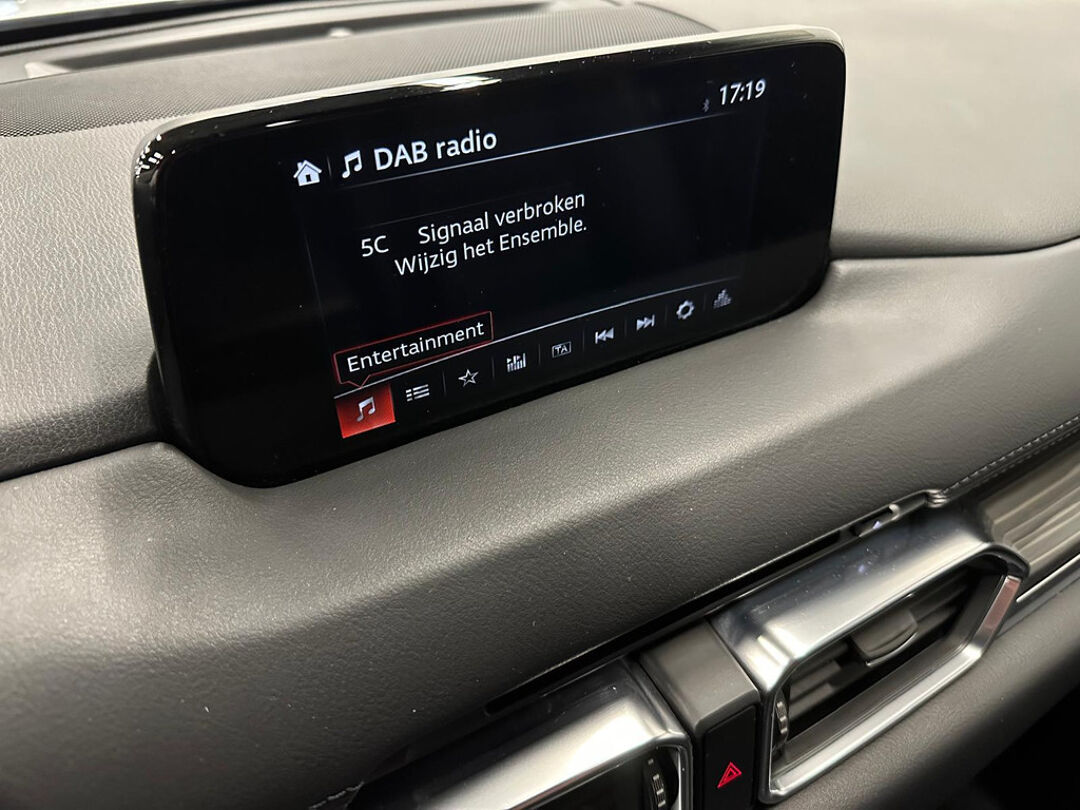 17:19
DAB radio
5C Signaal verbroken
Wijzig het Ensemble.
Entertainment
TA